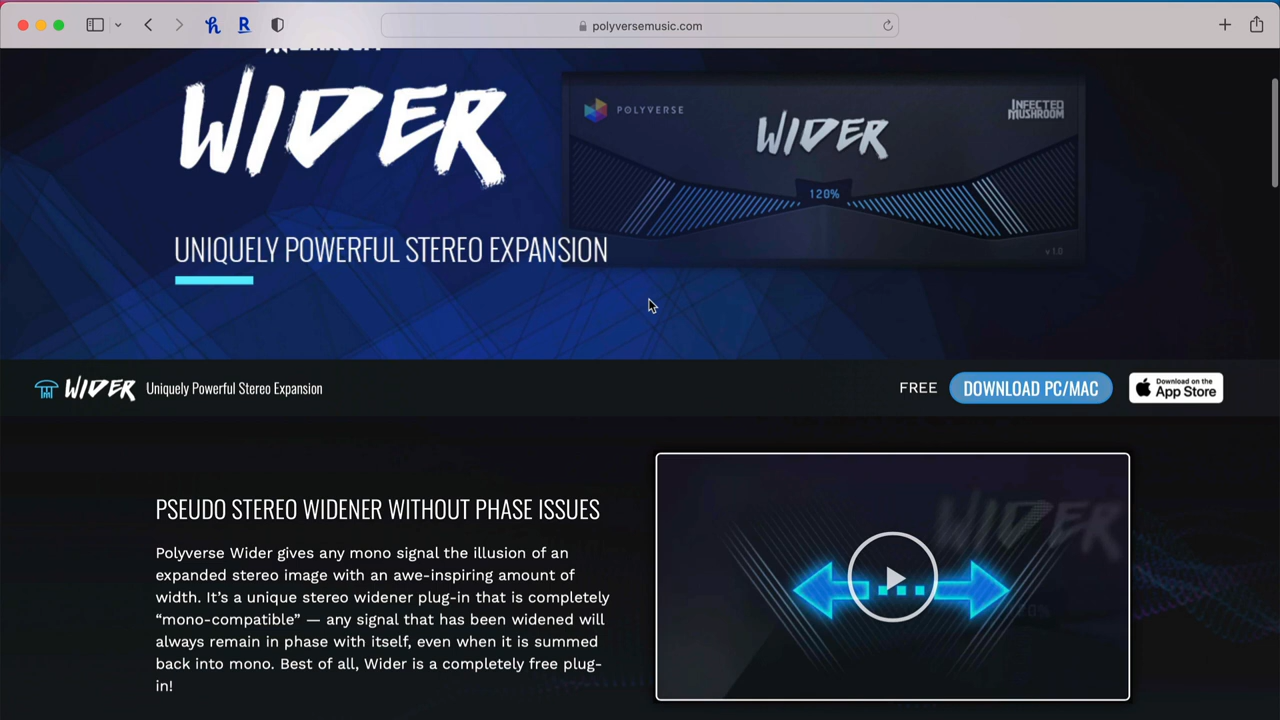 polyversemusic.com
WIDER
UNIQUELY POWERFUL STEREO EXPANSION
POLYVERSE
WIDER
INFECTED
MUSHROOM
120%
v 1.0
WIDER Uniquely Powerful Stereo Expansion
FREE
DOWNLOAD PC/MAC
Download on the
App Store
PSEUDO STEREO WIDENER WITHOUT PHASE ISSUES
Polyverse Wider gives any mono signal the illusion of an
expanded stereo image with an awe-inspiring amount of
width. It’s a unique stereo widener plug-in that is completely
“mono-compatible” — any signal that has been widened will
always remain in phase with itself, even when it is summed
back into mono. Best of all, Wider is a completely free plug-
in!
WIDER